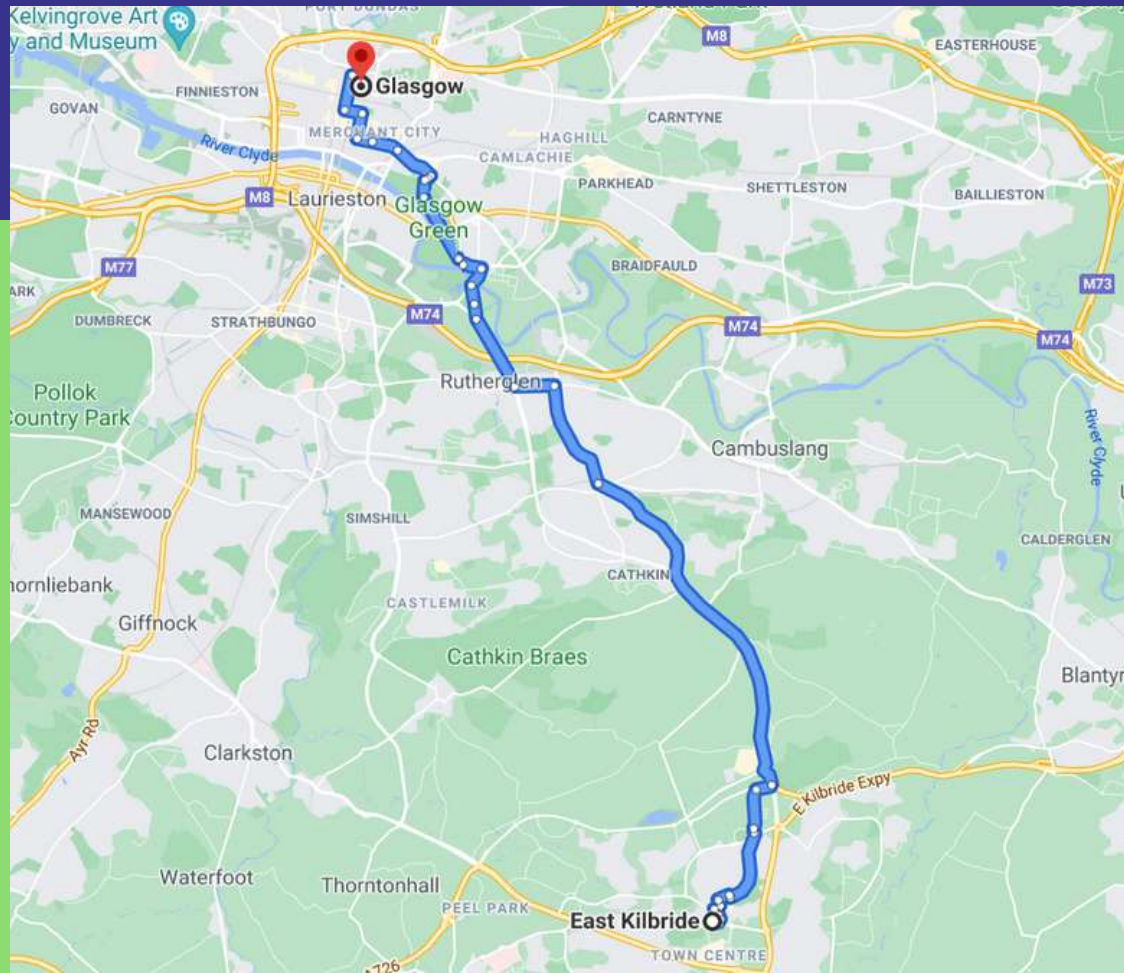 PORT DUNDAS
Kelvingrove Art
y and Museum
M8
EASTERHOUSE
Glasgow
FINNIESTON
GOVAN
CARNTYNE
MERCHANT CITY
HAGHILL
River Clyde
CAMLACHIE
PARKHEAD
SHETTLESTON
BAILLIESTON
M8
Laurieston
Glasgow
Green
M77
BRAIDFAULD
M73
ARK
DUMBRECK
STRATHBUNGO
M74
M74
M74
Rutherglen
Pollok
Country Park
River Clyde
Cambuslang
MANSEWOOD
SIMSHILL
CALDERGLEN
CATHKIN
hornliebank
CASTLEMILK
Giffnock
Cathkin Braes
Blantyr
Ayr Rd
Clarkston
E Kilbride Expy
Waterfoot
Thorntonhall
PEEL PARK
East Kilbride
TOWN CENTRE
A726